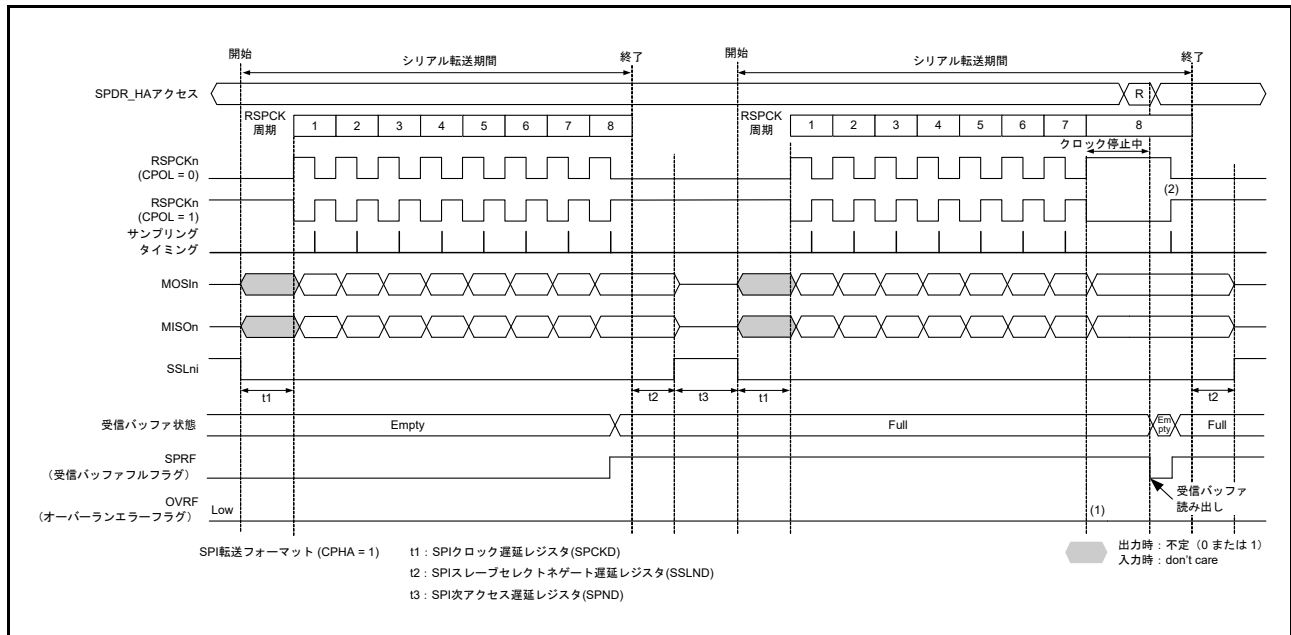 開始 シリアル転送期間 終了 開始 シリアル転送期間 終了
SPDR_HAアクセス R
RSPCK
周期 1 2 3 4 5 6 7 8 RSPCK
周期 1 2 3 4 5 6 7 8
クロック停止中
RSPCKn
(CPOL = 0)
(2)
RSPCKn
(CPOL = 1)
サンプリング
タイミング
MOSIn
MISOn
SSLni
t1 t2 t3 t1 t2
受信バッファ状態 Empty Full Em
pty Full
SPRF
(受信バッファフルフラグ)
受信バッファ
読み出し
OVRF
(オーバーランエラーフラグ) Low (1)
SPI転送フォーマット (CPHA = 1) t1：SPIクロック遅延レジスタ(SPCKD)
t2：SPIスレーブセレクトネゲート遅延レジスタ(SSLND)
t3：SPI次アクセス遅延レジスタ(SPND)
出力時：不定（0 または 1）
入力時：don't care